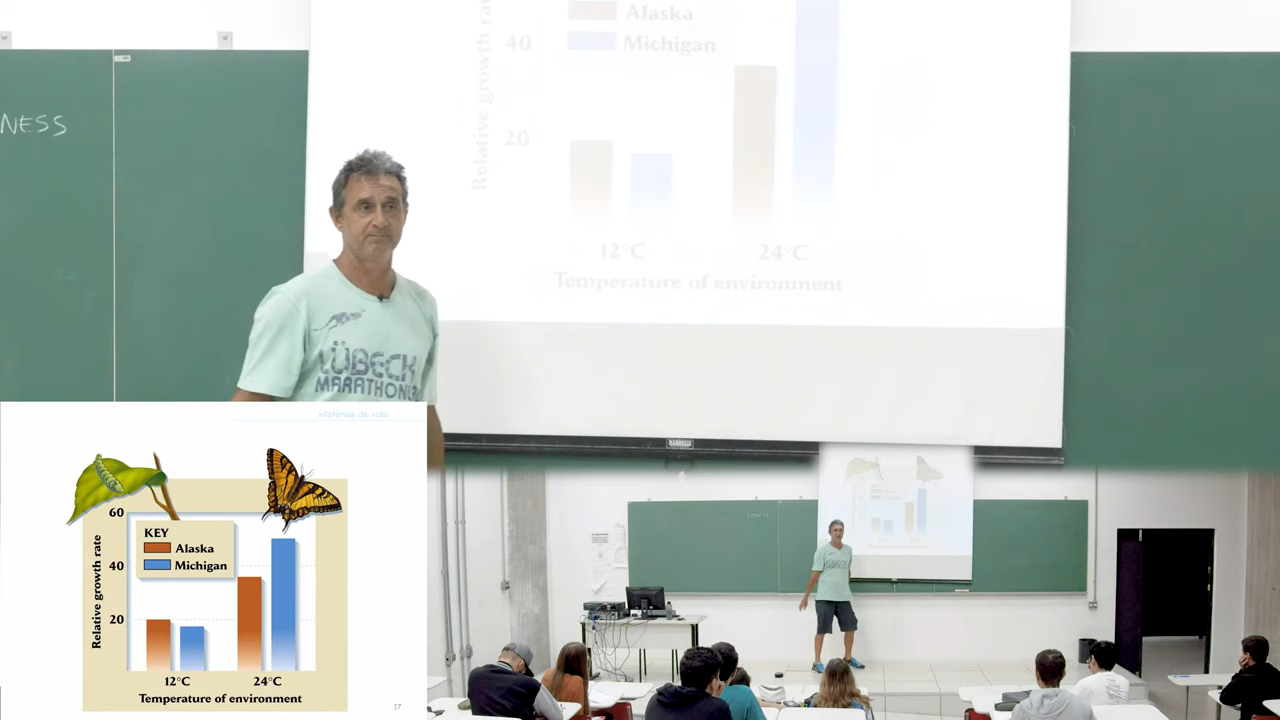 NESS
Relative growth ra
Alaska
40
Michigan
20
12°C
24°C
Temperature of environment
LÜBECK
MARATHON
Histórias de vida
60
KEY
Alaska
Michigan
40
20
Relative growth rate
12°C
24°C
Temperature of environment
17